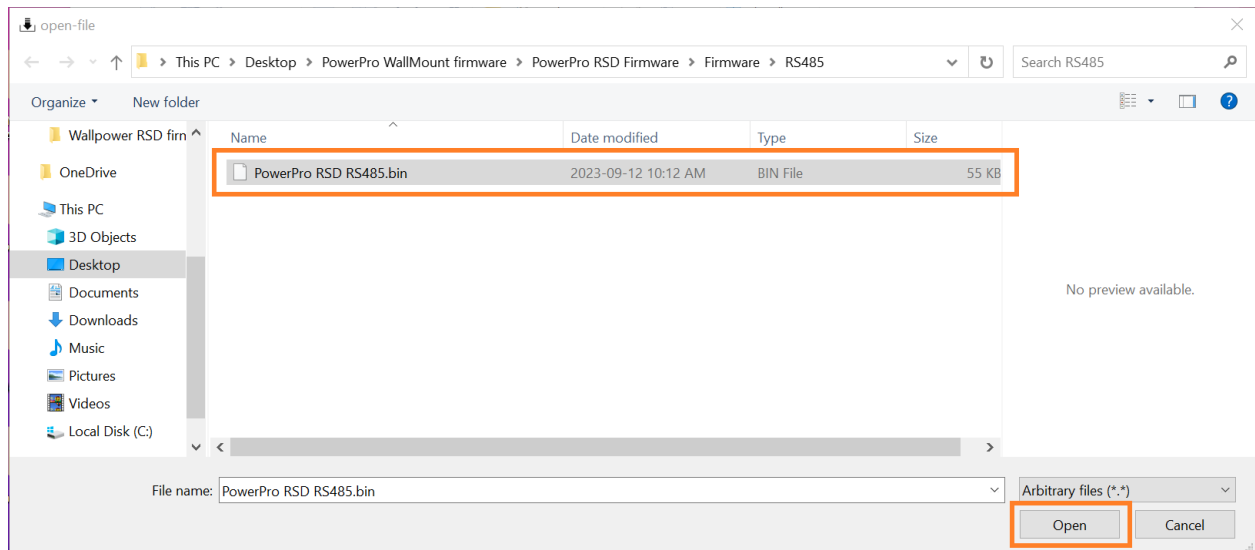 open-file
This PC > Desktop > PowerPro WallMount firmware > PowerPro RSD Firmware > Firmware > RS485
Search RS485
Organize
New folder
Name
Date modified
Type
Size
PowerPro RSD RS485.bin
2023-09-12 10:12 AM
BIN File
55 KB
Wallpower RSD firm
OneDrive
This PC
3D Objects
Desktop
Documents
Downloads
Music
Pictures
Videos
Local Disk (C:)
No preview available.
File name: PowerPro RSD RS485.bin
Arbitrary files (*.*)
Open
Cancel